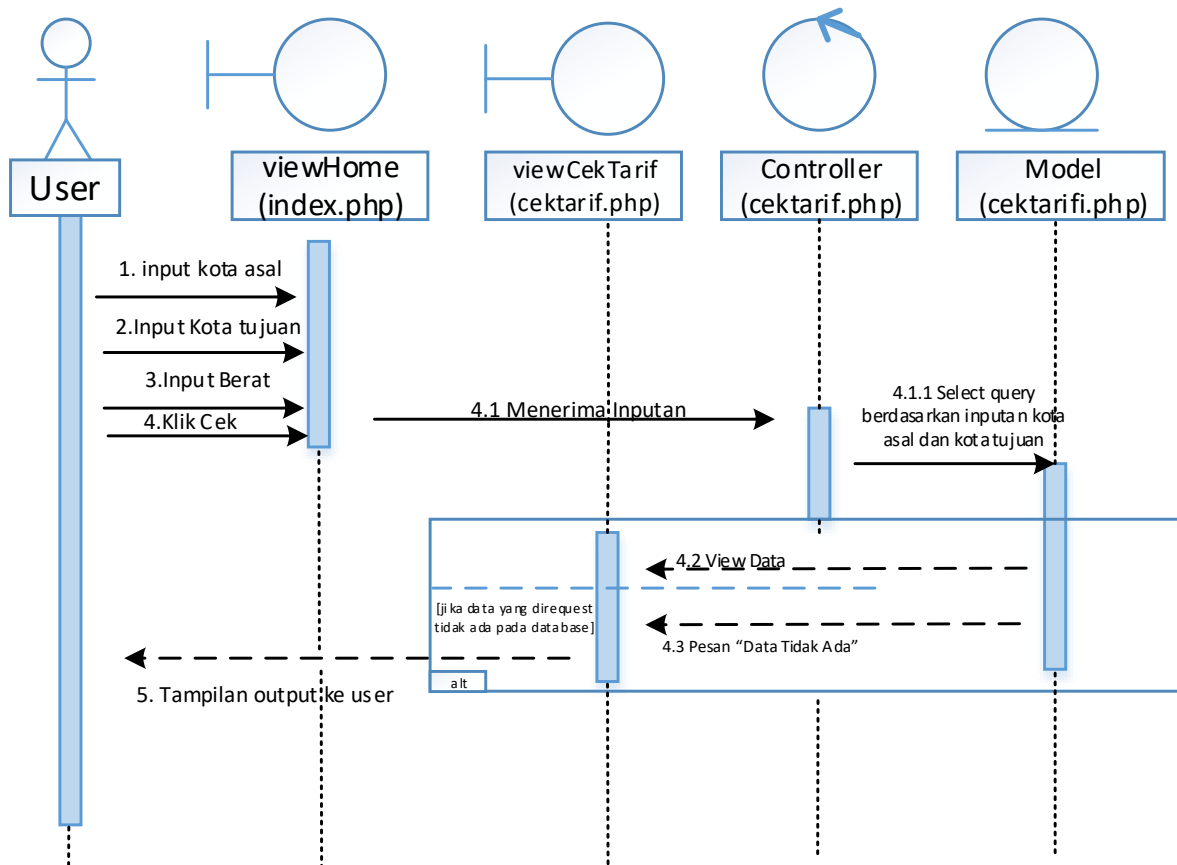 User
viewHome
(index.php)
viewCekTarif
(cektarif.php)
Controller
(cektarif.php)
Model
(cektarifi.php)
1. input kota asal
2.Input Kota tujuan
3.Input Berat
4.Klik Cek
4.1 Menerima Inputan
4.1.1 Select query
berdasarkan inputan kota
asal dan kota tujuan
4.2 View Data
[jika data yang direquest
tidak ada pada database]
4.3 Pesan “Data Tidak Ada”
alt
5. Tampilan output ke user